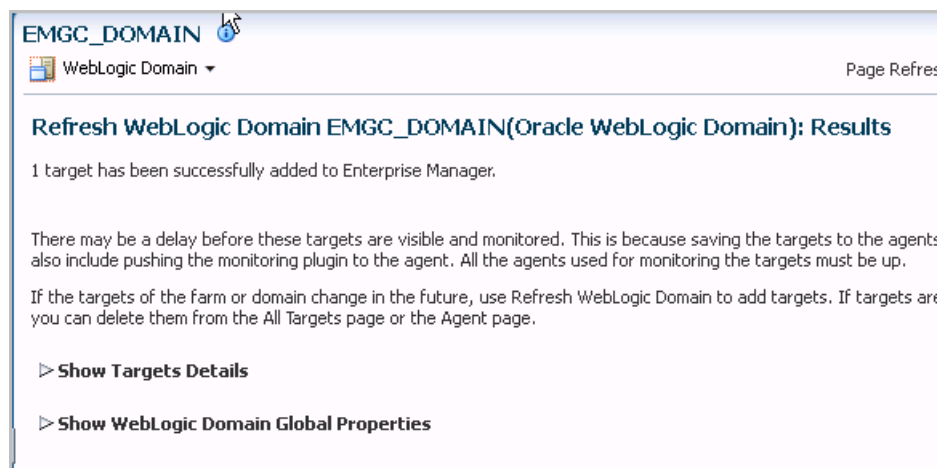 EMGC_DOMAIN
WebLogic Domain
Page Refres
Refresh WebLogic Domain EMGC_DOMAIN(Oracle WebLogic Domain): Results
1 target has been successfully added to Enterprise Manager.
There may be a delay before these targets are visible and monitored. This is because saving the targets to the agents
also include pushing the monitoring plugin to the agent. All the agents used for monitoring the targets must be up.
If the targets of the farm or domain change in the future, use Refresh WebLogic Domain to add targets. If targets are
you can delete them from the All Targets page or the Agent page.
Show Targets Details
Show WebLogic Domain Global Properties